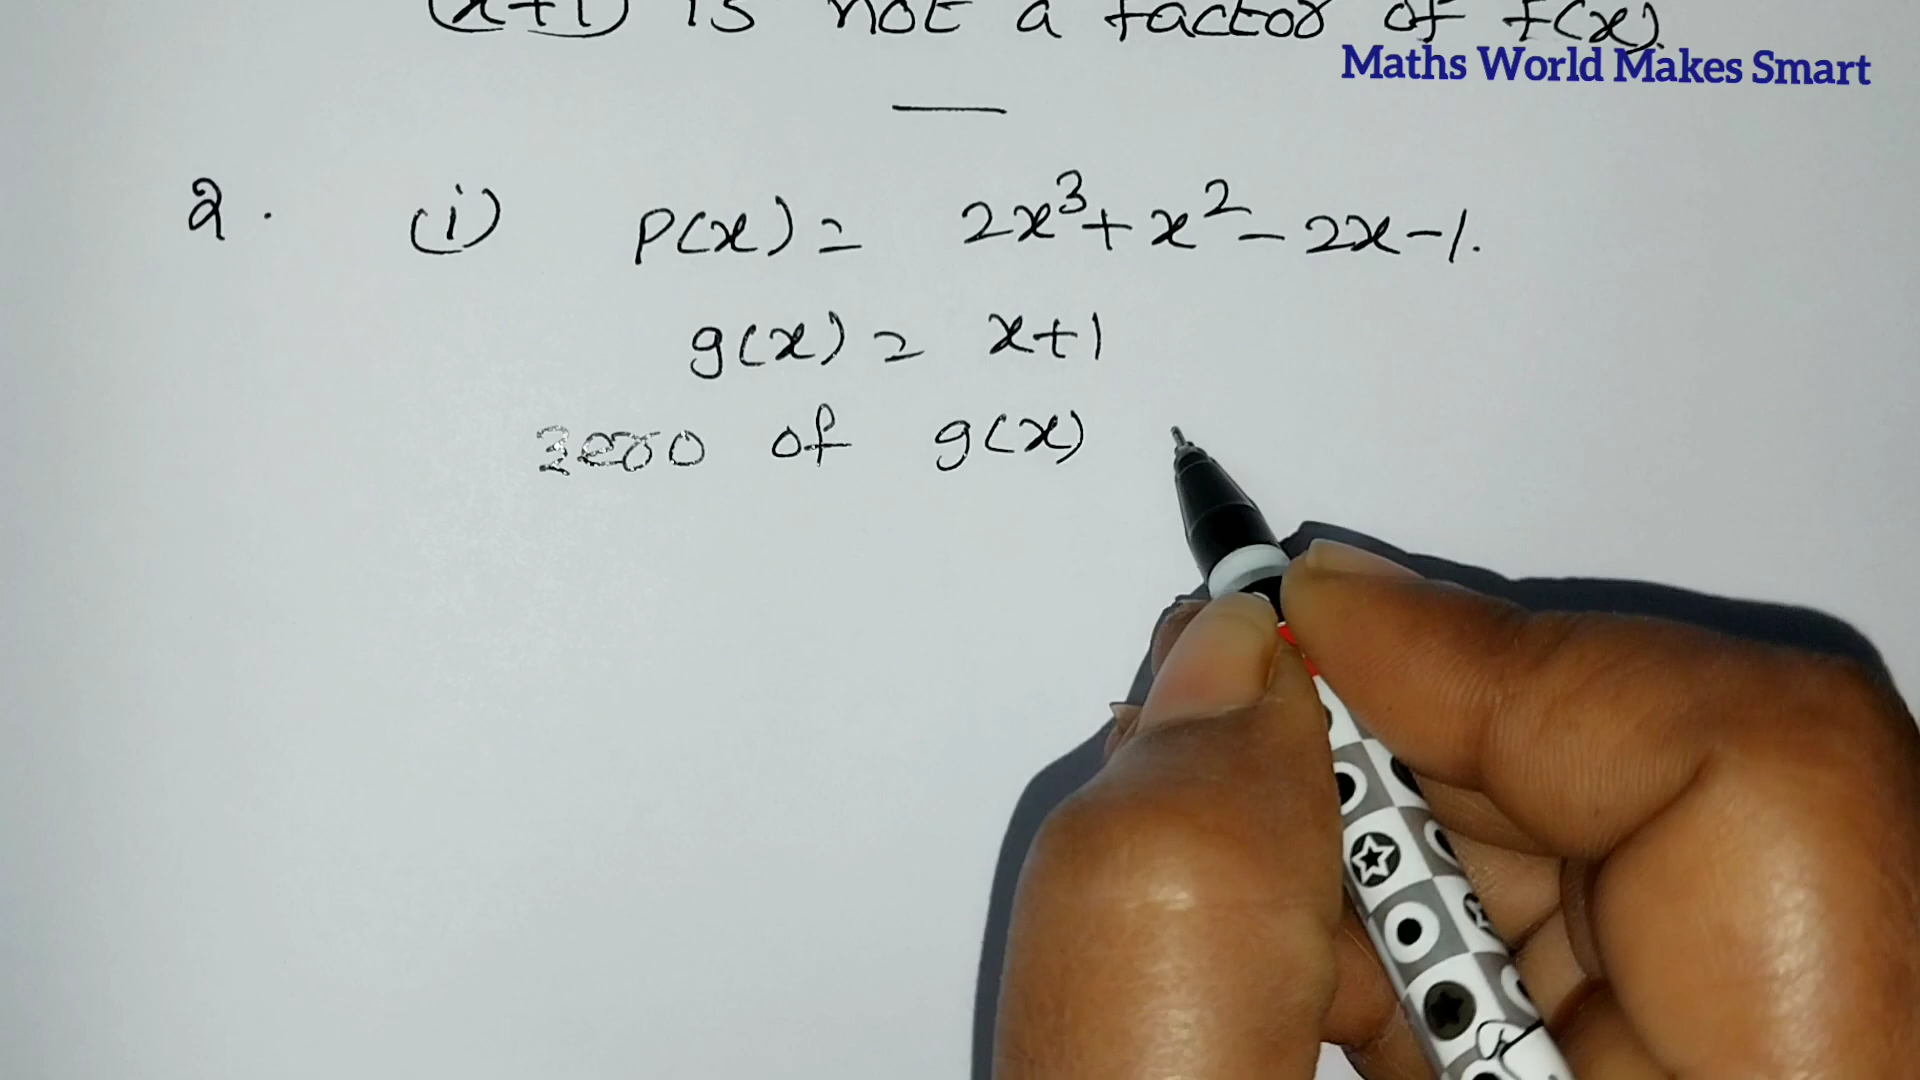 (x+1) is not a factor of f(x).
Maths World Makes Smart
2. (i) p(x) = 2x³+x²-2x-1.
g(x) = x+1
zero of g(x)